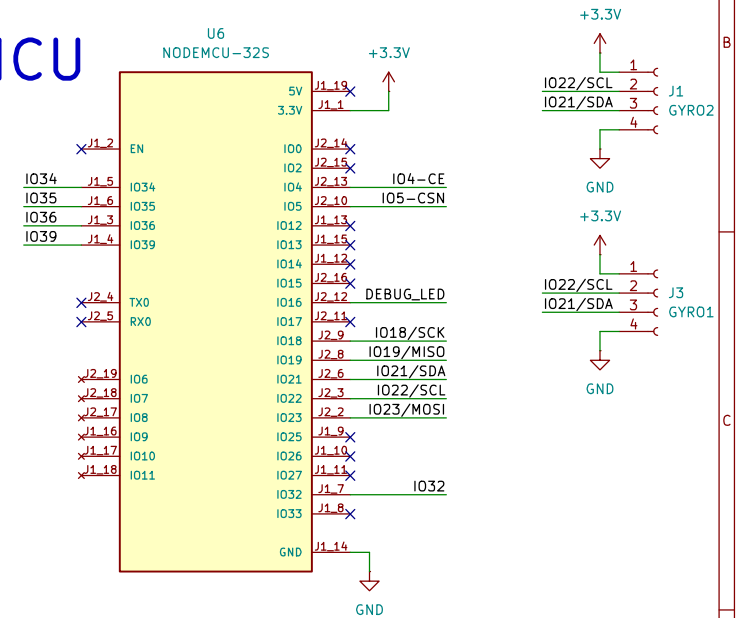 MCU
U6
NODEMCU-32S
+3.3V
5V J1_19
3.3V J1_1
J1_2 EN
IO0 J2_14
IO2 J2_15
IO34 J1_5 IO34
IO4 J2_13 IO4-CE
IO35 J1_6 IO35
IO5 J2_10 IO5-CSN
IO36 J1_3 IO36
IO12 J1_13
IO39 J1_4 IO39
IO13 J1_15
IO14 J1_12
IO15 J2_16
J2_4 TX0
IO16 J2_12 DEBUG_LED
J2_5 RX0
IO17 J2_11
IO18 J2_9 IO18/SCK
IO19 J2_8 IO19/MISO
J2_19 IO6
IO21 J2_6 IO21/SDA
J2_18 IO7
IO22 J2_3 IO22/SCL
J2_17 IO8
IO23 J2_2 IO23/MOSI
J1_16 IO9
IO25 J1_9
J1_17 IO10
IO26 J1_10
J1_18 IO11
IO27 J1_11
IO32 J1_7 IO32
IO33 J1_8
GND J1_14
GND
+3.3V
1
IO22/SCL 2 J1
IO21/SDA 3 GYRO2
4
GND
+3.3V
1
IO22/SCL 2 J3
IO21/SDA 3 GYRO1
4
GND
B
C